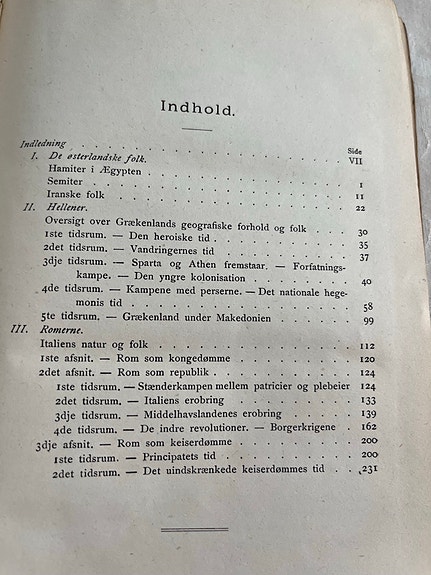 Indhold.
Side
Indledning . . . . . . . . . . . . . . . VII
I. De østerlandske folk.
Hamiter i Ægypten . . . . . . . . . . . 1
Semiter . . . . . . . . . . . . . . . 11
Iranske folk . . . . . . . . . . . . . 22
II. Hellener.
Oversigt over Grækenlands geografiske forhold og folk . . 30
1ste tidsrum. — Den heroiske tid . . . . . . . 35
2det tidsrum. — Vandringernes tid . . . . . . . 37
3dje tidsrum. — Sparta og Athen fremstaar. — Forfatnings-
kampe. — Den yngre kolonisation . . . . . . 40
4de tidsrum. — Kampene med perserne. — Det nationale hege-
monis tid . . . . . . . . . . . . . 58
5te tidsrum. — Grækenland under Makedonien . . . . 99
III. Romerne.
Italiens natur og folk . . . . . . . . . . . 112
1ste afsnit. — Rom som kongedømme . . . . . . 120
2det afsnit. — Rom som republik . . . . . . . 124
1ste tidsrum. — Stænderkampen mellem patricier og plebeier 124
2det tidsrum. — Italiens erobring . . . . . . 133
3dje tidsrum. — Middelhavslandenes erobring . . . 139
4de tidsrum. — De indre revolutioner. — Borgerkrigene . 162
3dje afsnit. — Rom som keiserdømme . . . . . . 200
1ste tidsrum. — Principatets tid . . . . . . 200
2det tidsrum. — Det uindskrænkede keiserdømmes tid . 231